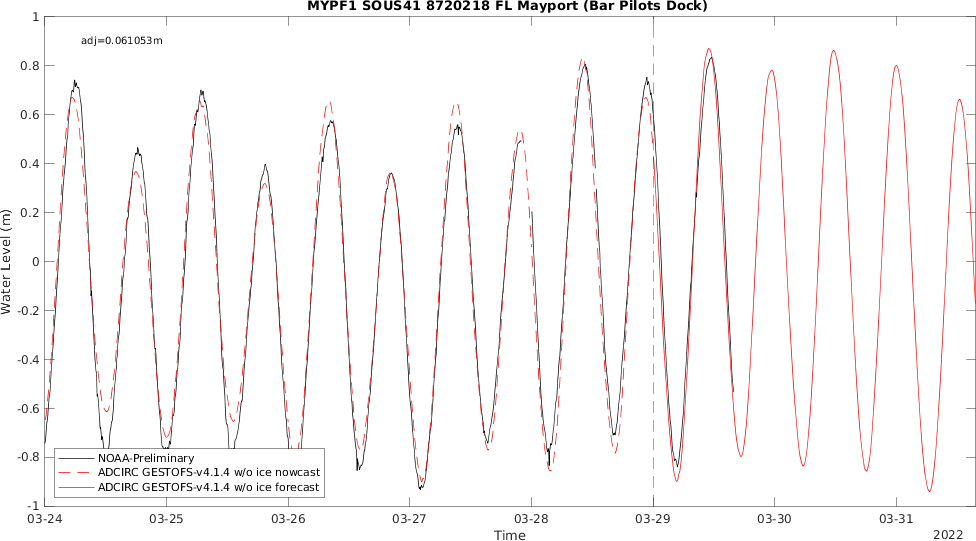 MYPF1 SOUS41 8720218 FL Mayport (Bar Pilots Dock)
adj=0.061053m
1
0.8
0.6
0.4
0.2
0
-0.2
-0.4
-0.6
-0.8
-1
Water Level (m)
NOAA-Preliminary
ADCIRC GESTOFS-v4.1.4 w/o ice nowcast
ADCIRC GESTOFS-v4.1.4 w/o ice forecast
03-24 03-25 03-26 03-27 03-28 03-29 03-30 03-31
Time
2022